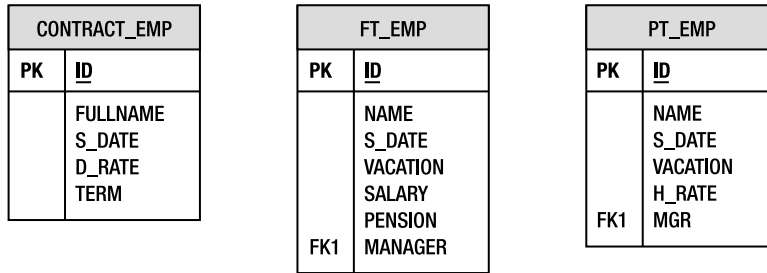 CONTRACT_EMP
PK ID
FULLNAME
S_DATE
D_RATE
TERM
FT_EMP
PK ID
NAME
S_DATE
VACATION
SALARY
PENSION
FK1 MANAGER
PT_EMP
PK ID
NAME
S_DATE
VACATION
H_RATE
FK1 MGR